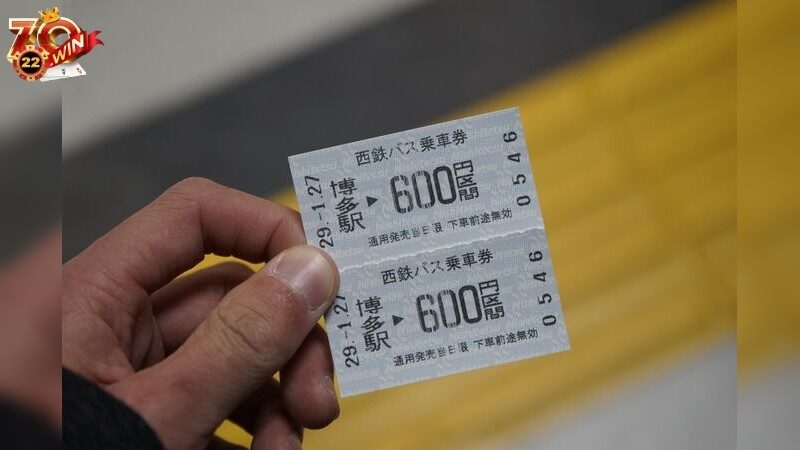 789WIN
22
西鉄バス乗車券
29.-1.27
博多駅
▶600円区間
0546
通用発売当日限 下車前途無効
西鉄バス乗車券
29.-1.27
博多駅
▶600円区間
0546
通用発売当日限 下車前途無効